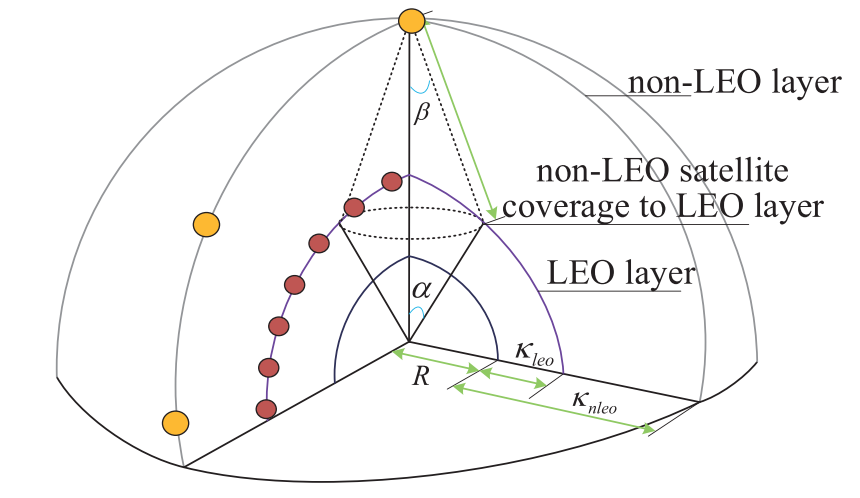 non-LEO layer
β
non-LEO satellite
coverage to LEO layer
LEO layer
α
κleo
R
κnleo